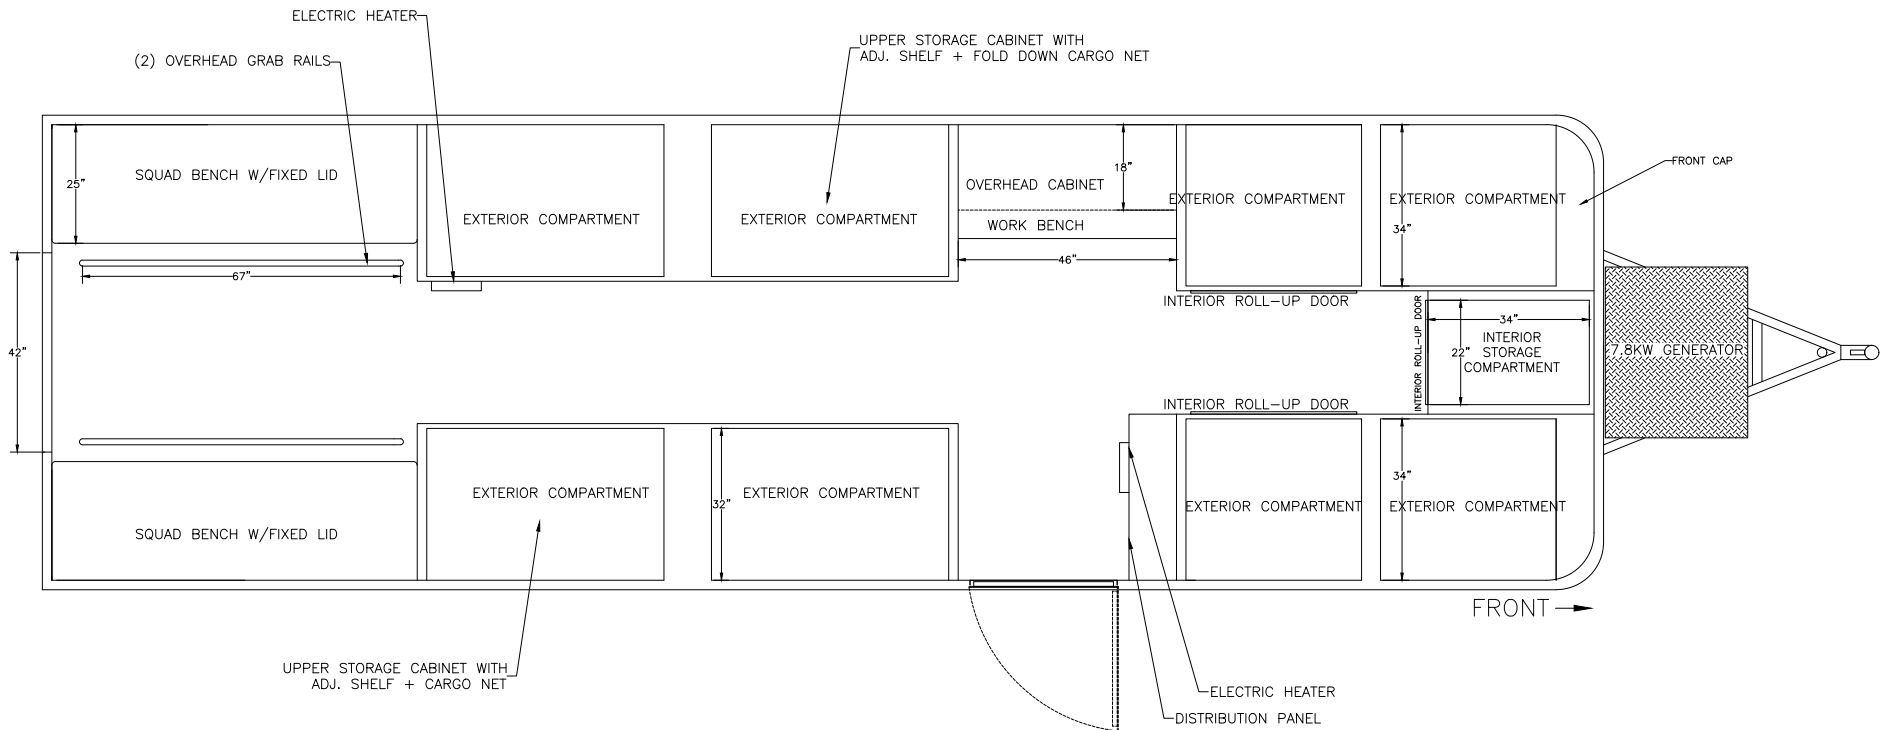 ELECTRIC HEATER
(2) OVERHEAD GRAB RAILS
UPPER STORAGE CABINET WITH
ADJ. SHELF + FOLD DOWN CARGO NET
SQUAD BENCH W/FIXED LID
25"
EXTERIOR COMPARTMENT
EXTERIOR COMPARTMENT
18"
OVERHEAD CABINET
WORK BENCH
46"
EXTERIOR COMPARTMENT
EXTERIOR COMPARTMENT
34"
FRONT CAP
67"
42"
INTERIOR ROLL-UP DOOR
INTERIOR ROLL-UP DOOR
34"
22"
INTERIOR
STORAGE
COMPARTMENT
7.8KW GENERATOR
INTERIOR ROLL-UP DOOR
SQUAD BENCH W/FIXED LID
EXTERIOR COMPARTMENT
32"
EXTERIOR COMPARTMENT
EXTERIOR COMPARTMENT
34"
EXTERIOR COMPARTMENT
FRONT
UPPER STORAGE CABINET WITH
ADJ. SHELF + CARGO NET
ELECTRIC HEATER
DISTRIBUTION PANEL